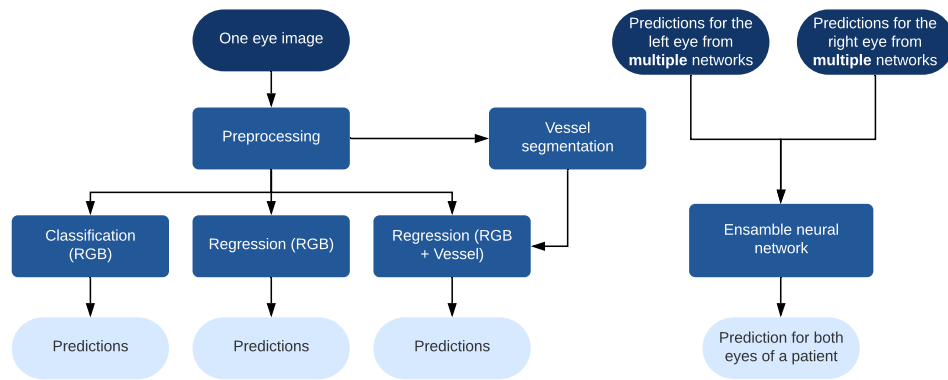 One eye image
Predictions for the
left eye from
multiple networks
Predictions for the
right eye from
multiple networks
Preprocessing
Vessel
segmentation
Classification
(RGB)
Regression (RGB)
Regression (RGB
+ Vessel)
Ensamble neural
network
Predictions
Predictions
Predictions
Prediction for both
eyes of a patient